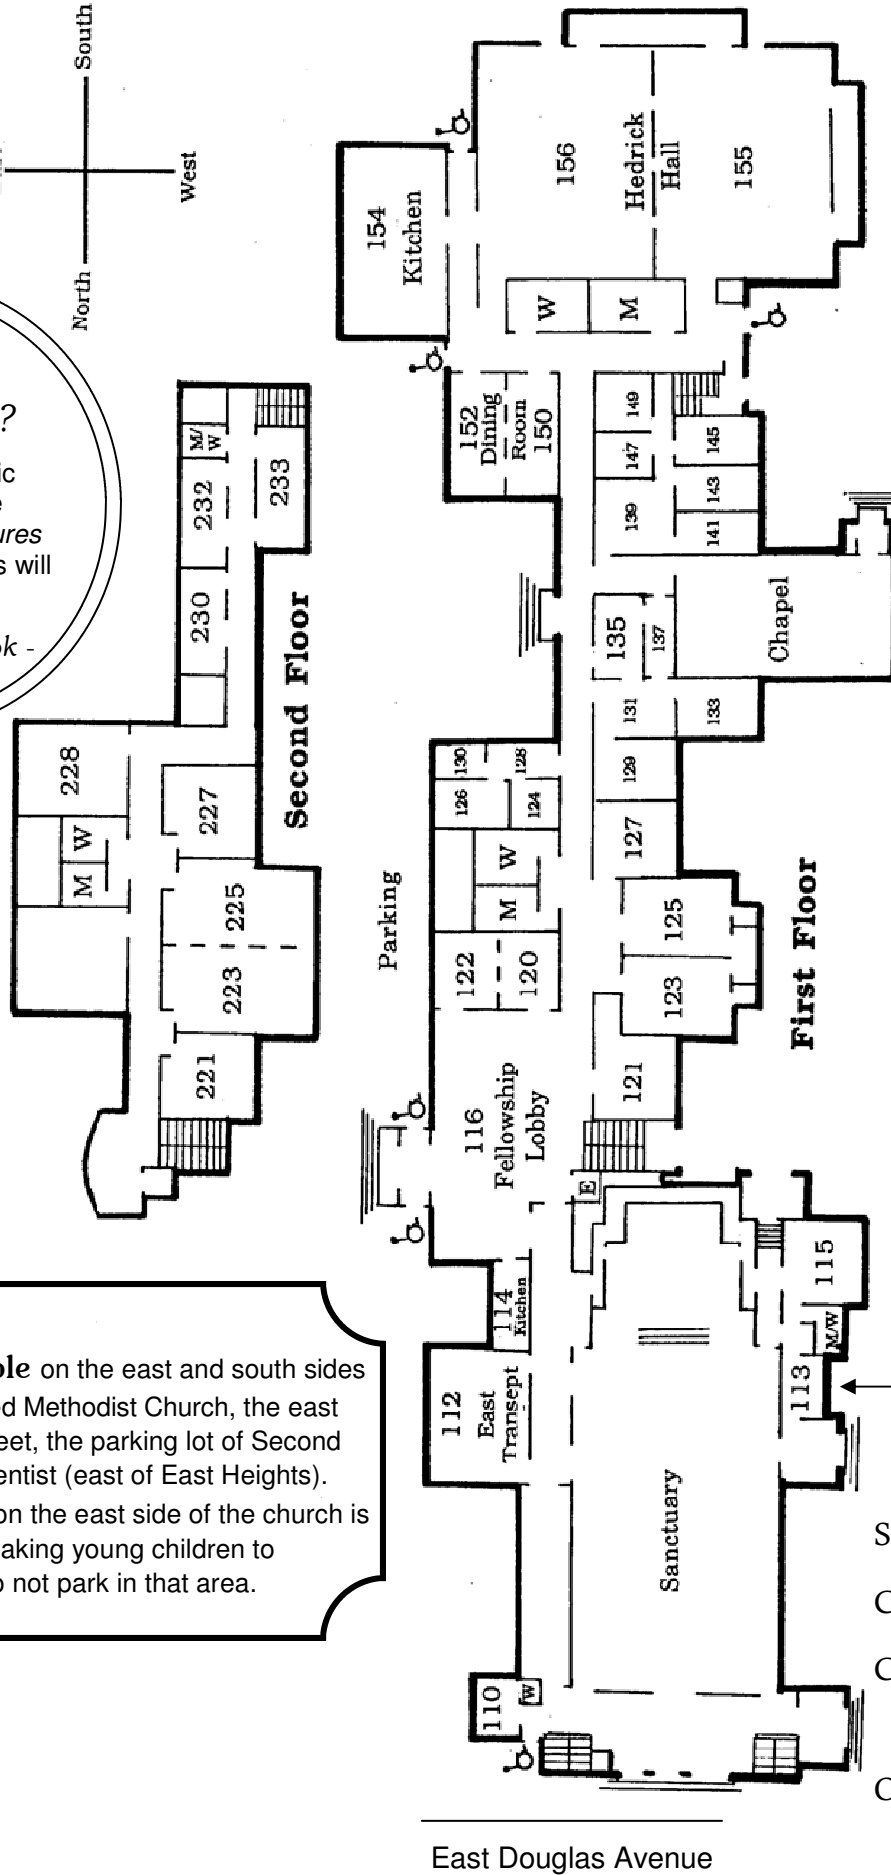 South
West
North
?
ic
e
ures
s will
ok -
M/
W
232
233
230
228
W
M
227
225
223
221
Second Floor
154
Kitchen
156
Hedrick
Hall
155
W
M
152
Dining
Room
150
149
147
145
143
139
141
Chapel
135
137
131
133
130
128
129
126
124
127
W
M
Parking
122
120
125
123
First Floor
116
Fellowship
Lobby
121
E
114
Kitchen
115
M/W
112
East
Transept
113
Sanctuary
110
W
ole on the east and south sides
ed Methodist Church, the east
eet, the parking lot of Second
entist (east of East Heights).
on the east side of the church is
aking young children to
o not park in that area.
S
C
C
C
East Douglas Avenue